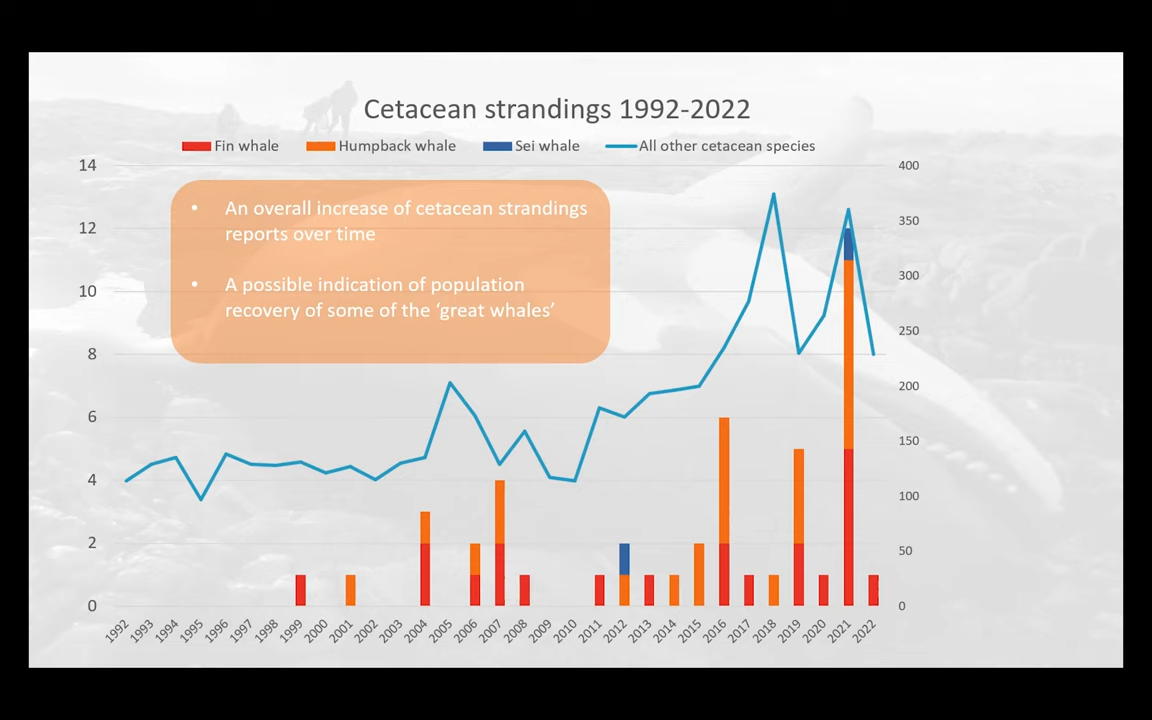 Cetacean strandings 1992-2022
Fin whale Humpback whale Sei whale All other cetacean species
• An overall increase of cetacean strandings
reports over time
• A possible indication of population
recovery of some of the ‘great whales’
14
12
10
8
6
4
2
0
400
350
300
250
200
150
100
50
0
1992 1993 1994 1995 1996 1997 1998 1999 2000 2001 2002 2003 2004 2005 2006 2007 2008 2009 2010 2011 2012 2013 2014 2015 2016 2017 2018 2019 2020 2021 2022